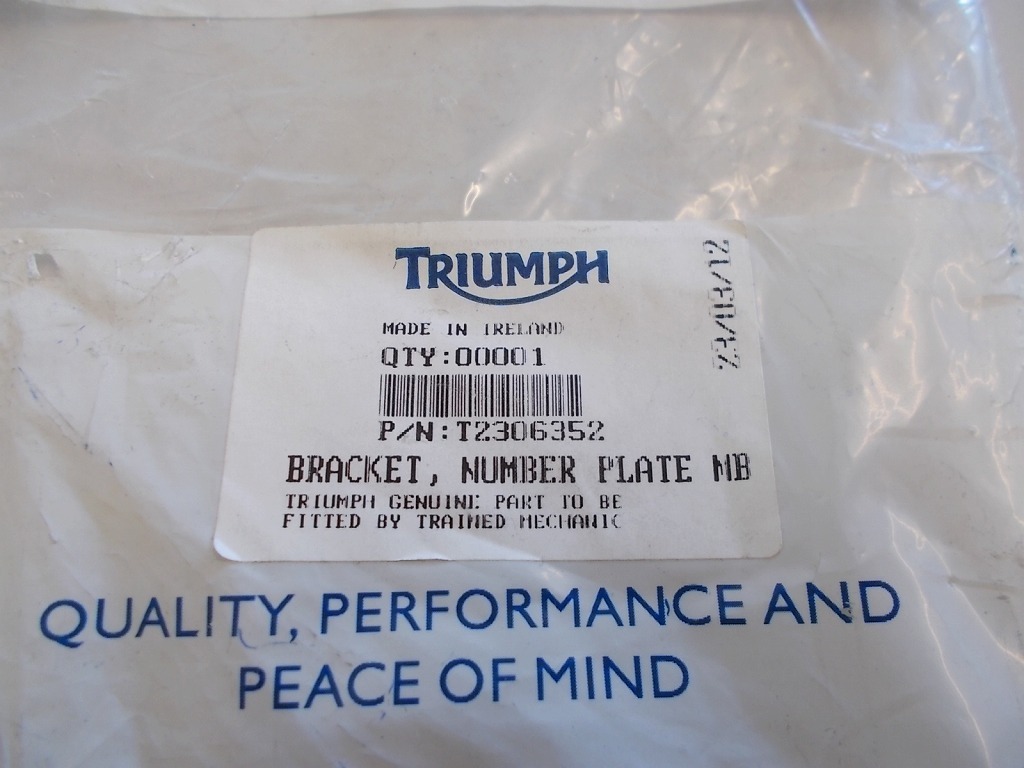 TRIUMPH
23/03/12
MADE IN IRELAND
QTY:00001
P/N:T2306352
BRACKET, NUMBER PLATE MB
TRIUMPH GENUINE PART TO BE
FITTED BY TRAINED MECHANIC
QUALITY, PERFORMANCE AND
PEACE OF MIND